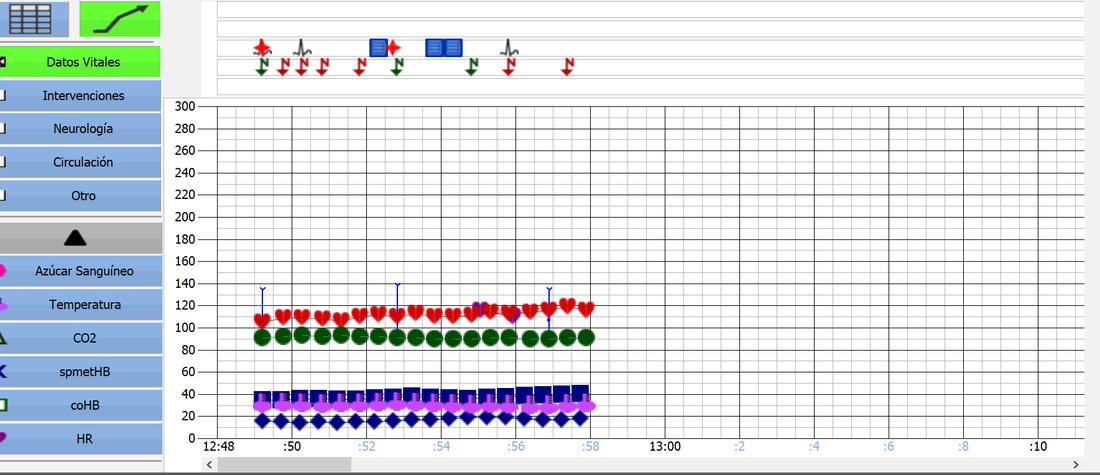 Datos Vitales
Intervenciones
Neurología
Circulación
Otro
Azúcar Sanguíneo
Temperatura
CO2
spmetHB
coHB
HR
300
280
260
240
220
200
180
160
140
120
100
80
60
40
20
0
12:48 :50 :52 :54 :56 :58 13:00 :2 :4 :6 :8 :10